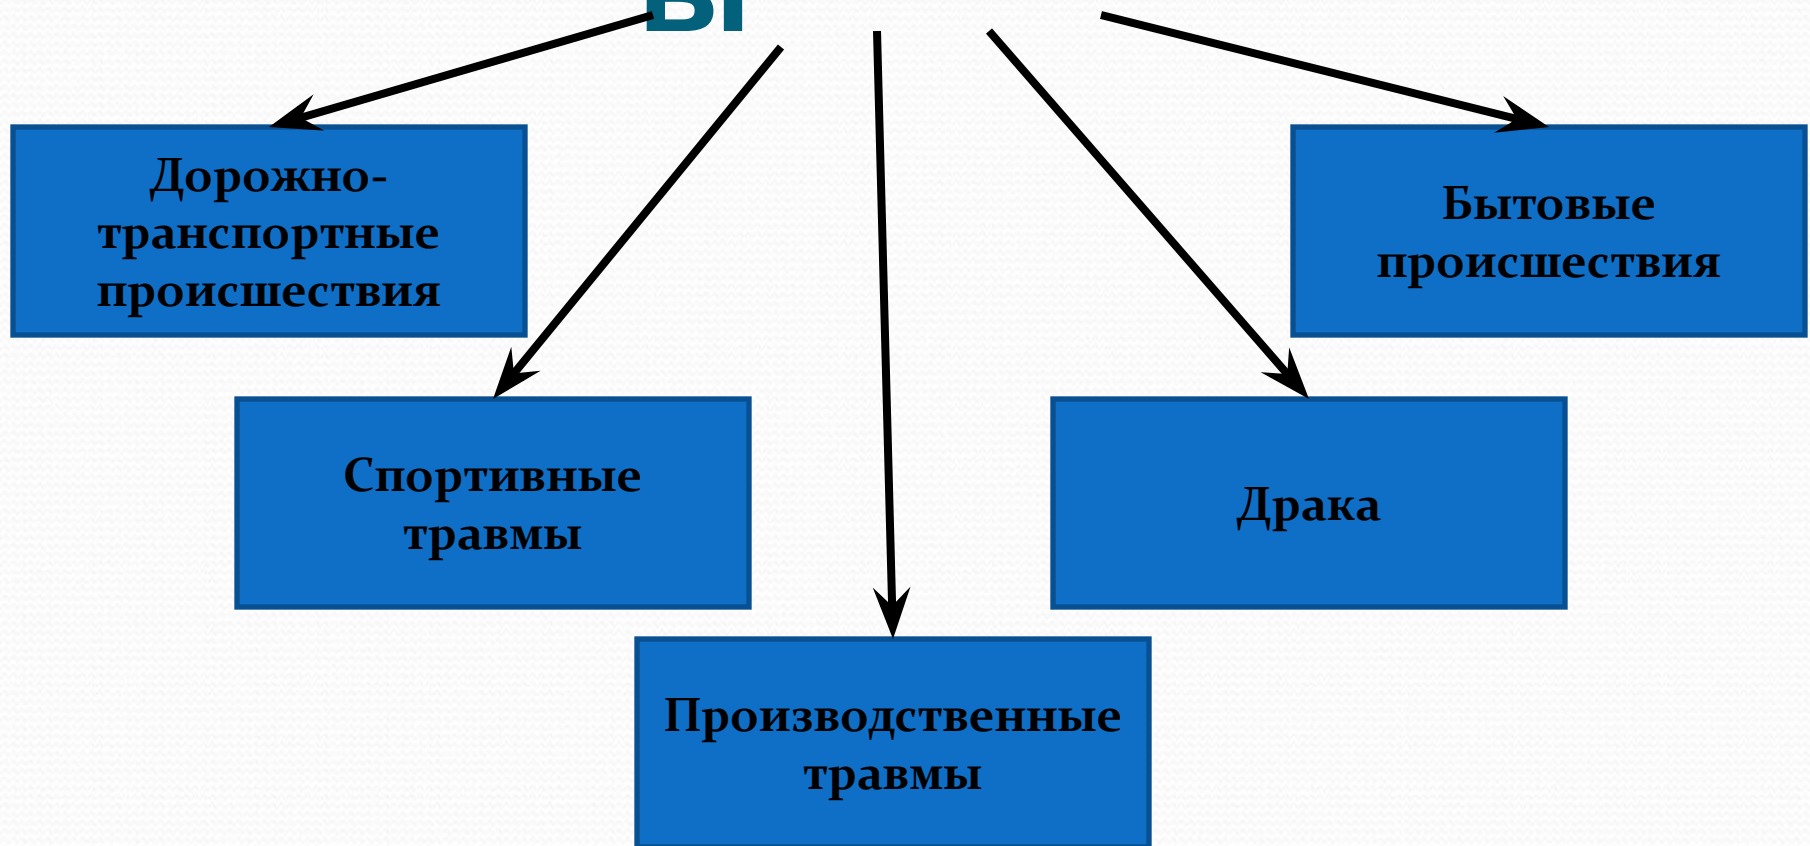 ы
Дорожно-
транспортные
происшествия
Бытовые
происшествия
Спортивные
травмы
Драка
Производственные
травмы